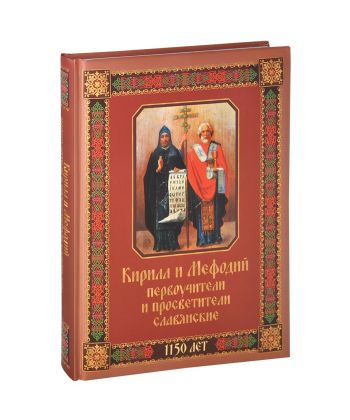 Кирилл и Мефодий
Кирилл и Мефодий
первоучители
и просветители
славянские
1150 лет